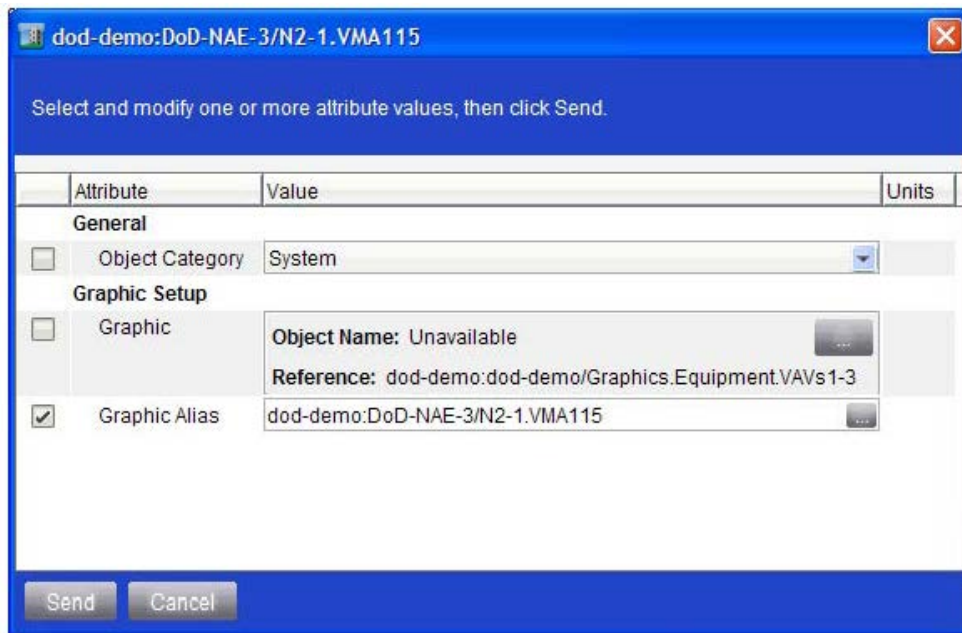 dod-demo:DoD-NAE-3/N2-1.VMA115
Select and modify one or more attribute values, then click Send.
Attribute Value Units
General
Object Category System
Graphic Setup
Graphic Object Name: Unavailable ...
Reference: dod-demo:dod-demo/Graphics.Equipment.VAVs1-3
Graphic Alias dod-demo:DoD-NAE-3/N2-1.VMA115 ...
Send Cancel